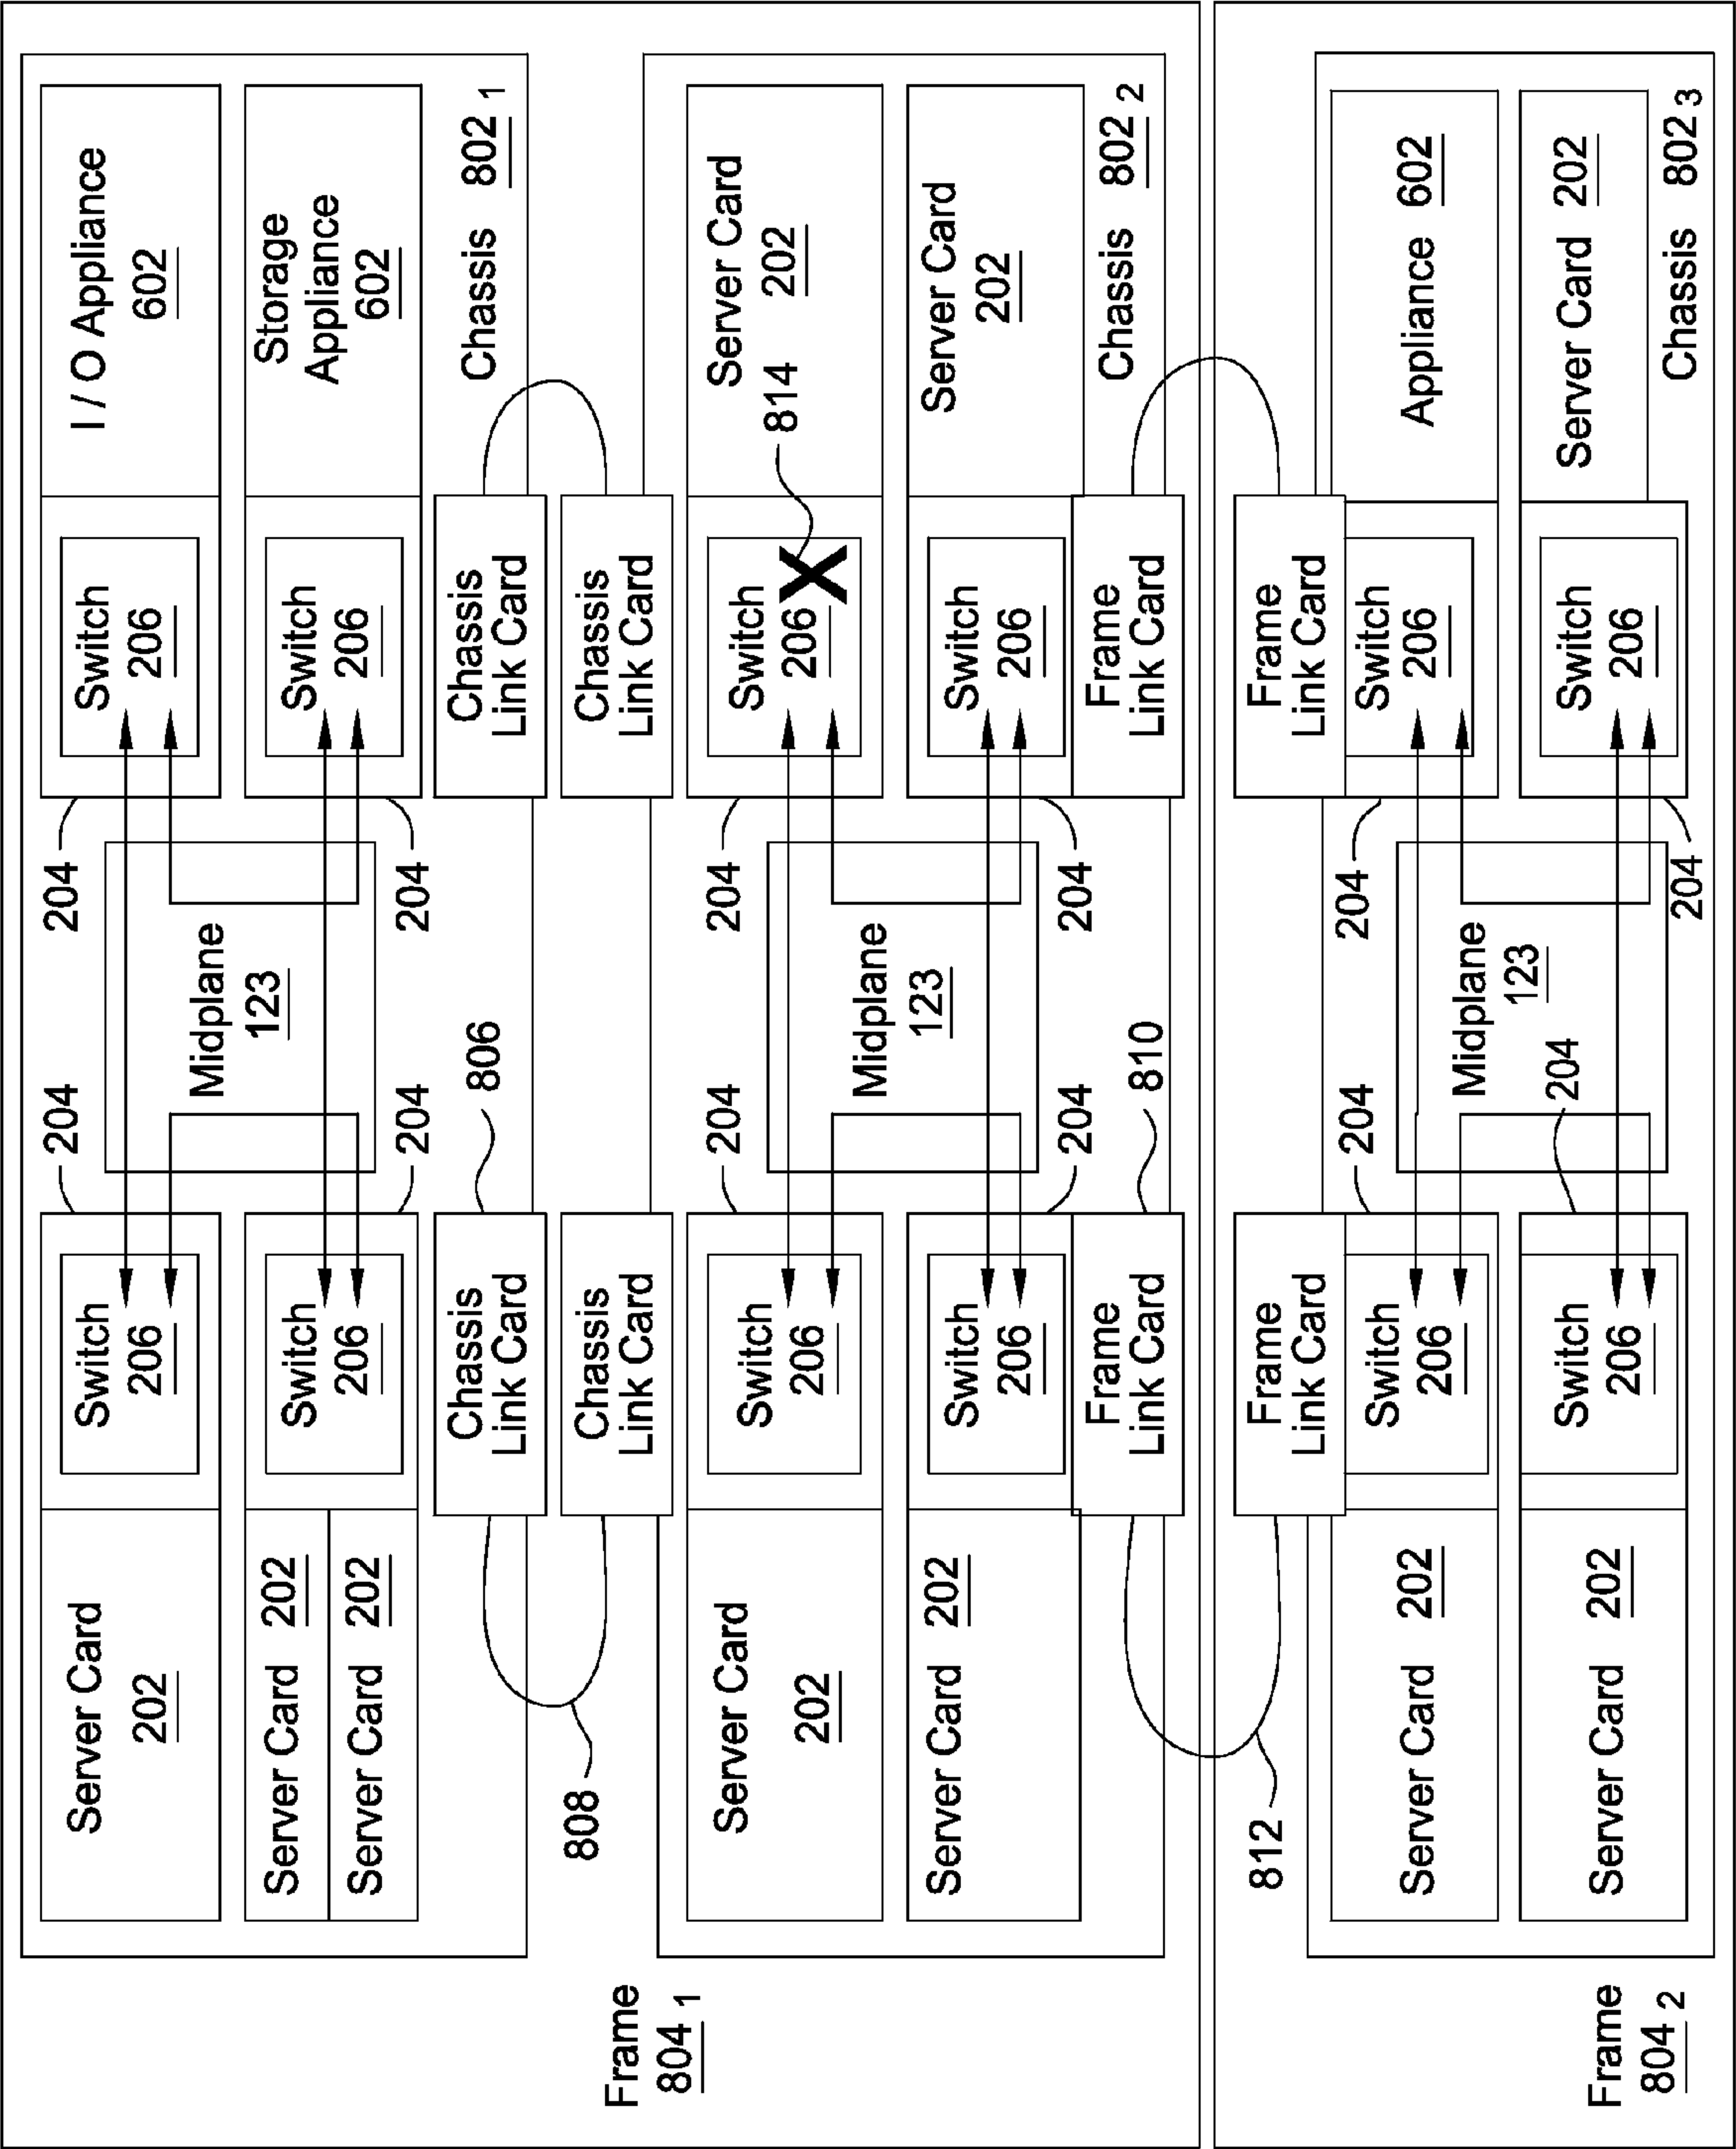 Server Card
202
Switch
206
204
204
Switch
206
I / O Appliance
602
Midplane
123
Server Card 202
Server Card 202
Switch
206
204
204
Switch
206
Storage
Appliance
602
Chassis
Link Card
806
Chassis
Link Card
Chassis 802 1
808
Chassis
Link Card
Chassis
Link Card
Frame
804 1
Server Card
202
Switch
206
204
204
Switch
206
X
814
Server Card
202
Midplane
123
Server Card 202
Switch
206
204
204
Switch
206
Server Card
202
Frame
Link Card
810
Frame
Link Card
Chassis 802 2
812
Frame
Link Card
Frame
Link Card
Server Card 202
Switch
206
204
204
Switch
206
Appliance 602
Midplane
123
Server Card 202
Switch
206
204
204
Switch
206
Server Card 202
Chassis 802 3
Frame
804 2